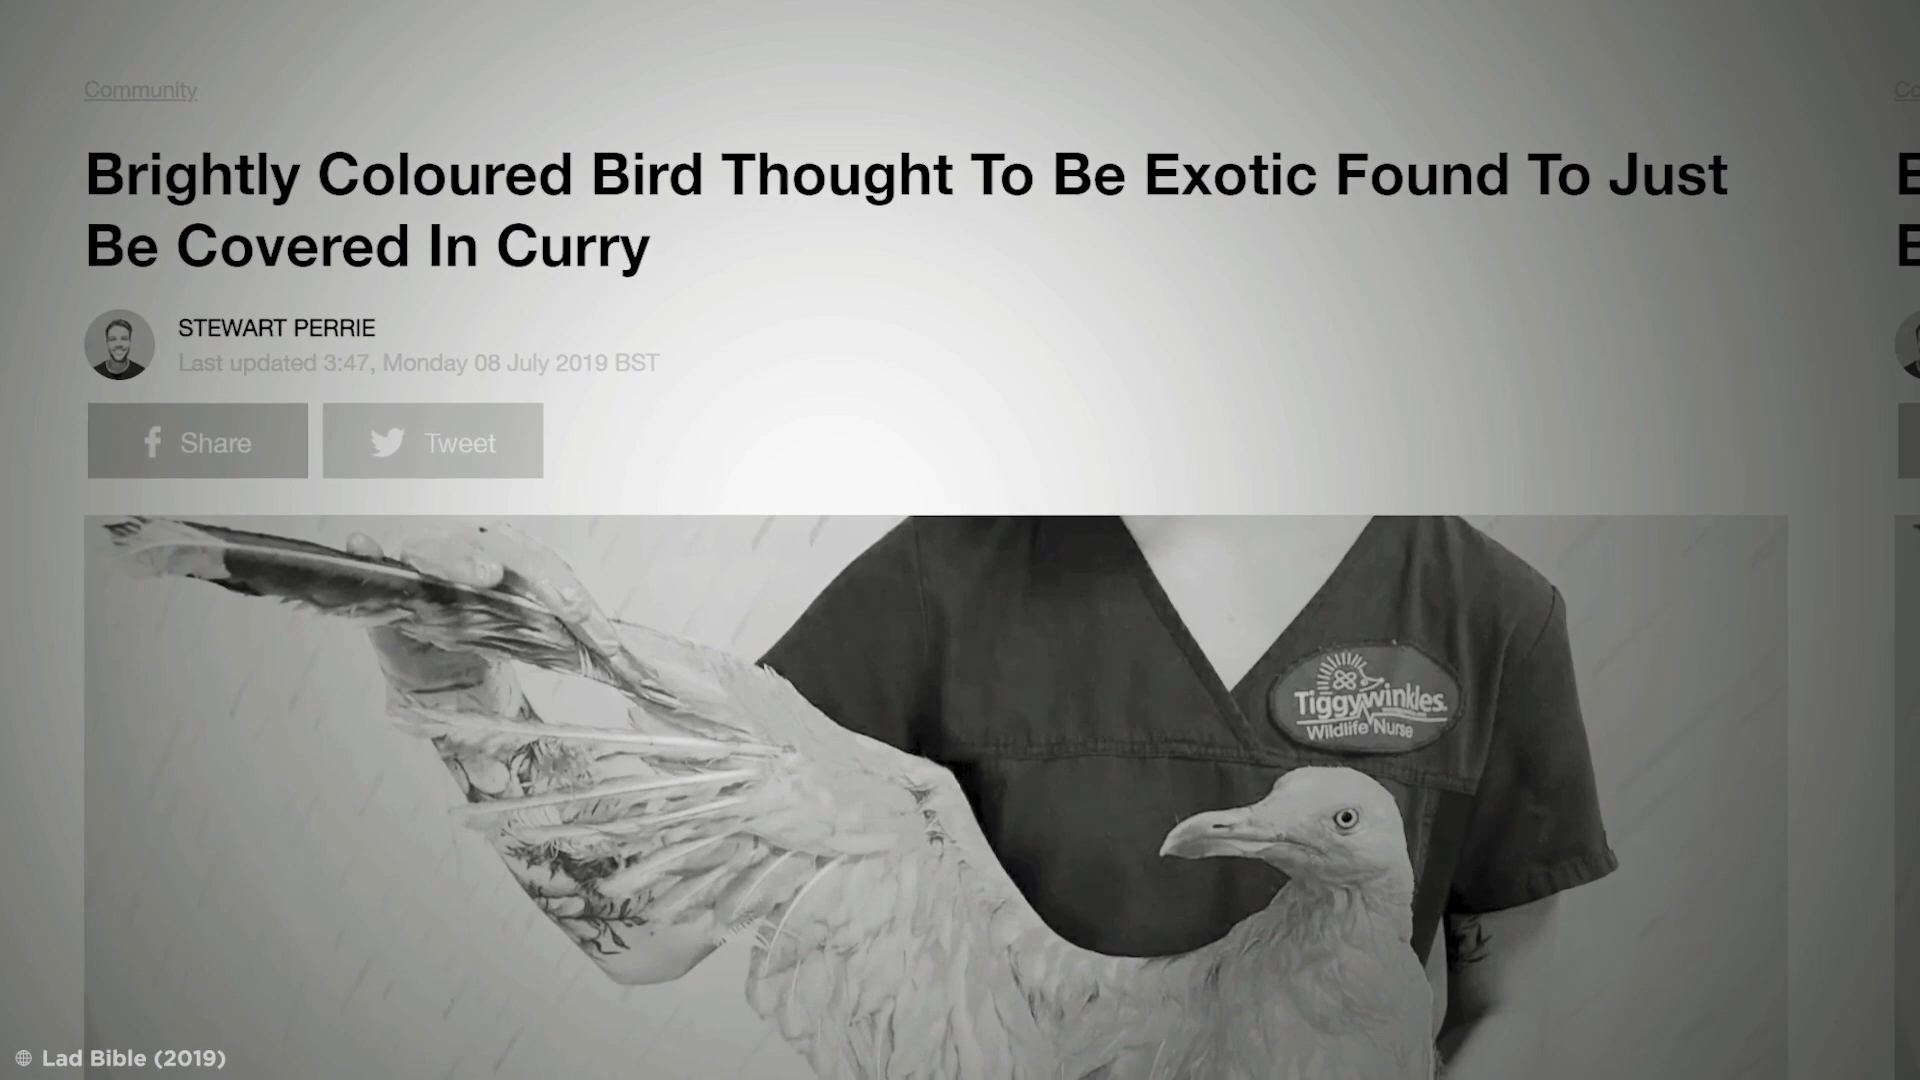 Community
Brightly Coloured Bird Thought To Be Exotic Found To Just
Be Covered In Curry
STEWART PERRIE
Last updated 3:47, Monday 08 July 2019 BST
Share
Tweet
Tiggywinkles
Wildlife Nurse
Lad Bible (2019)